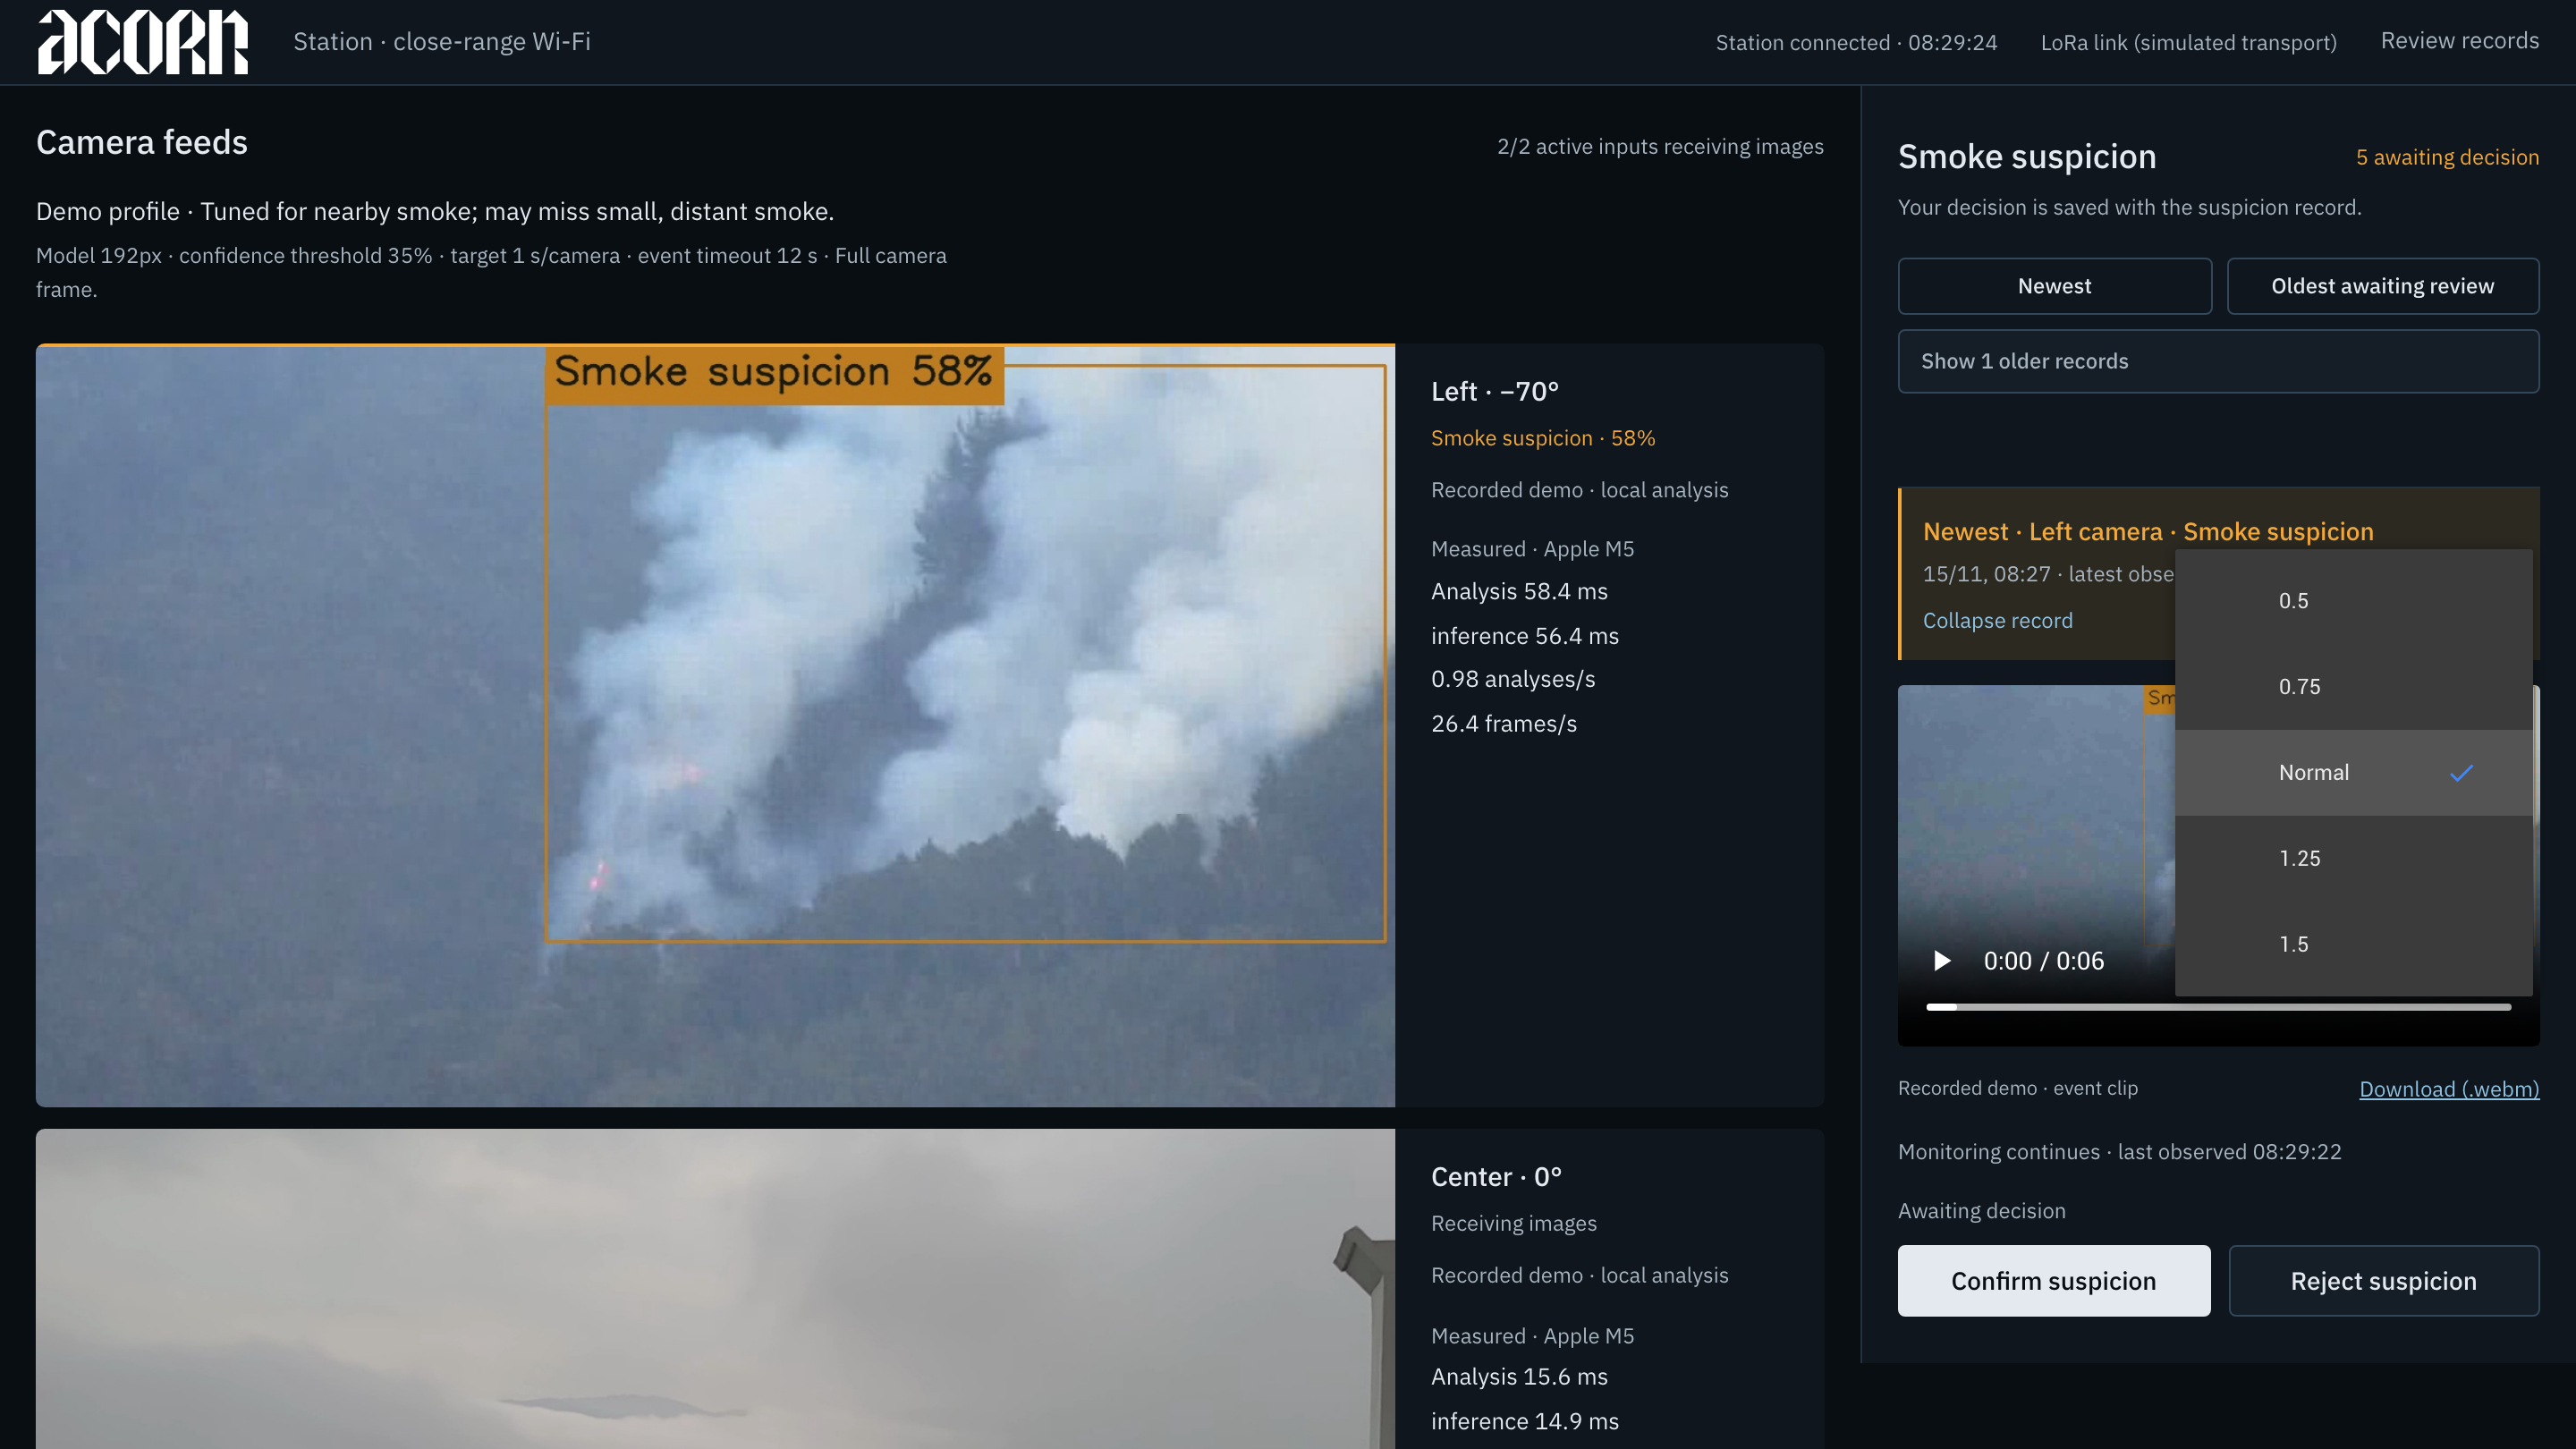 acorn
Station · close-range Wi-Fi
Station connected · 08:29:24
LoRa link (simulated transport)
Review records
Camera feeds
2/2 active inputs receiving images
Demo profile · Tuned for nearby smoke; may miss small, distant smoke.
Model 192px · confidence threshold 35% · target 1 s/camera · event timeout 12 s · Full camera
frame.
Smoke suspicion 58%
Left · −70°
Smoke suspicion · 58%
Recorded demo · local analysis
Measured · Apple M5
Analysis 58.4 ms
inference 56.4 ms
0.98 analyses/s
26.4 frames/s
Center · 0°
Receiving images
Recorded demo · local analysis
Measured · Apple M5
Analysis 15.6 ms
inference 14.9 ms
Smoke suspicion
5 awaiting decision
Your decision is saved with the suspicion record.
Newest
Oldest awaiting review
Show 1 older records
Newest · Left camera · Smoke suspicion
15/11, 08:27 · latest obse
Collapse record
Sm
0.5
0.75
Normal
1.25
1.5
0:00 / 0:06
Recorded demo · event clip
Download (.webm)
Monitoring continues · last observed 08:29:22
Awaiting decision
Confirm suspicion
Reject suspicion